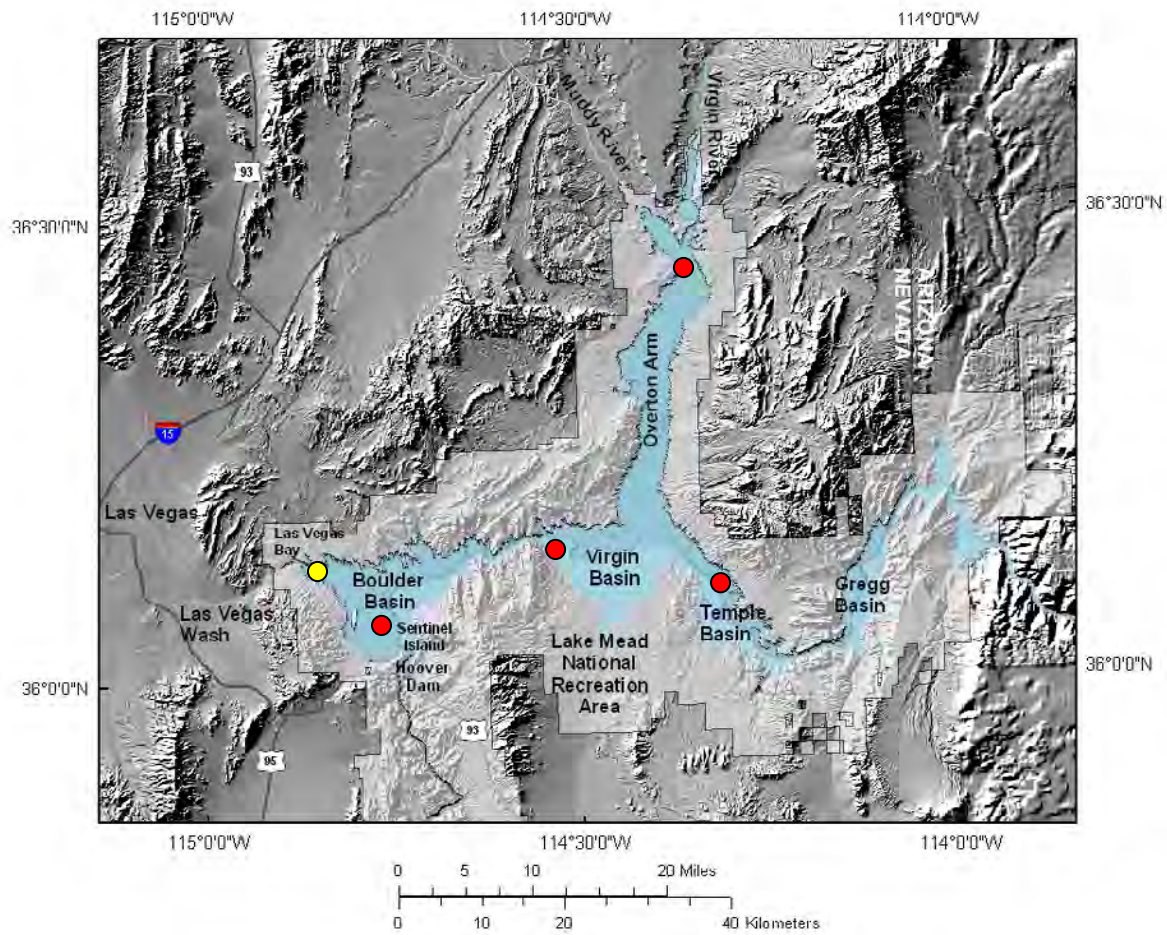 115°0'0"W 114°30'0"W 114°0'0"W
Muddy River
Virgin River
93
36°30'0"N
36°30'0"N
ARIZONA
NEVADA
Overton Arm
15
Las Vegas
Las Vegas
Bay
Boulder
Basin
Virgin
Basin
Gregg
Basin
Temple
Basin
Las Vegas
Wash
Sentinel
Island
Hoover
Dam
Lake Mead
National
Recreation
Area
36°0'0"N
36°0'0"N
93
95
115°0'0"W 114°30'0"W 114°0'0"W
0 5 10 20 Miles
0 10 20 40 Kilometers